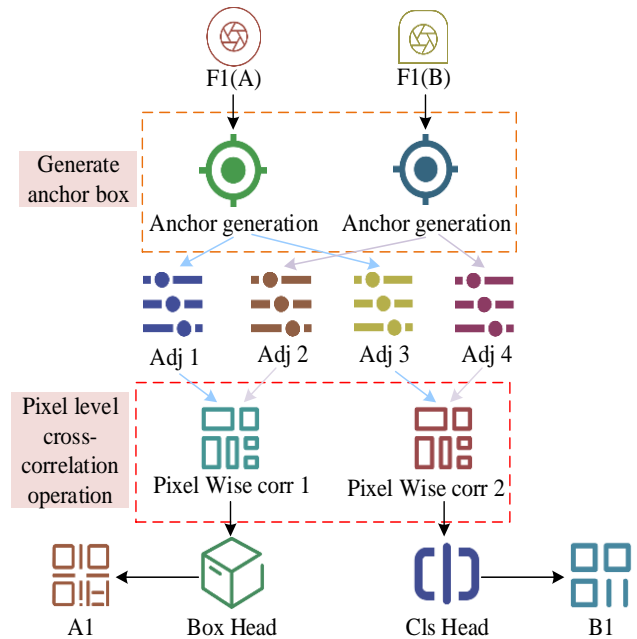 F1(A)
F1(B)
Generate
anchor box
Anchor generation
Anchor generation
Adj 1
Adj 2
Adj 3
Adj 4
Pixel level
cross-
correlation
operation
Pixel Wise corr 1
Pixel Wise corr 2
A1
Box Head
Cls Head
B1